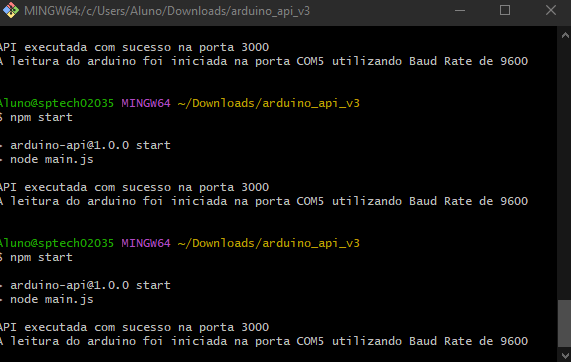 MINGW64:/c/Users/Aluno/Downloads/arduino_api_v3
API executada com sucesso na porta 3000
A leitura do arduino foi iniciada na porta COM5 utilizando Baud Rate de 9600
Aluno@sptech02035 MINGW64 ~/Downloads/arduino_api_v3
$ npm start
> arduino-api@1.0.0 start
> node main.js
API executada com sucesso na porta 3000
A leitura do arduino foi iniciada na porta COM5 utilizando Baud Rate de 9600
Aluno@sptech02035 MINGW64 ~/Downloads/arduino_api_v3
$ npm start
> arduino-api@1.0.0 start
> node main.js
API executada com sucesso na porta 3000
A leitura do arduino foi iniciada na porta COM5 utilizando Baud Rate de 9600